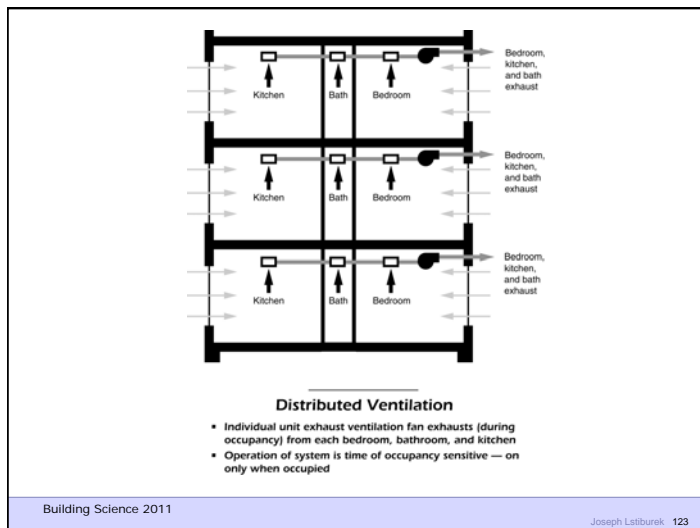 Bedroom,
kitchen,
and bath
exhaust
Kitchen
Bath
Bedroom
Bedroom,
kitchen,
and bath
exhaust
Kitchen
Bath
Bedroom
Bedroom,
kitchen,
and bath
exhaust
Kitchen
Bath
Bedroom
Distributed Ventilation
▪ Individual unit exhaust ventilation fan exhausts (during
occupancy) from each bedroom, bathroom, and kitchen
▪ Operation of system is time of occupancy sensitive — on
only when occupied
Building Science 2011
Joseph Lstiburek 123